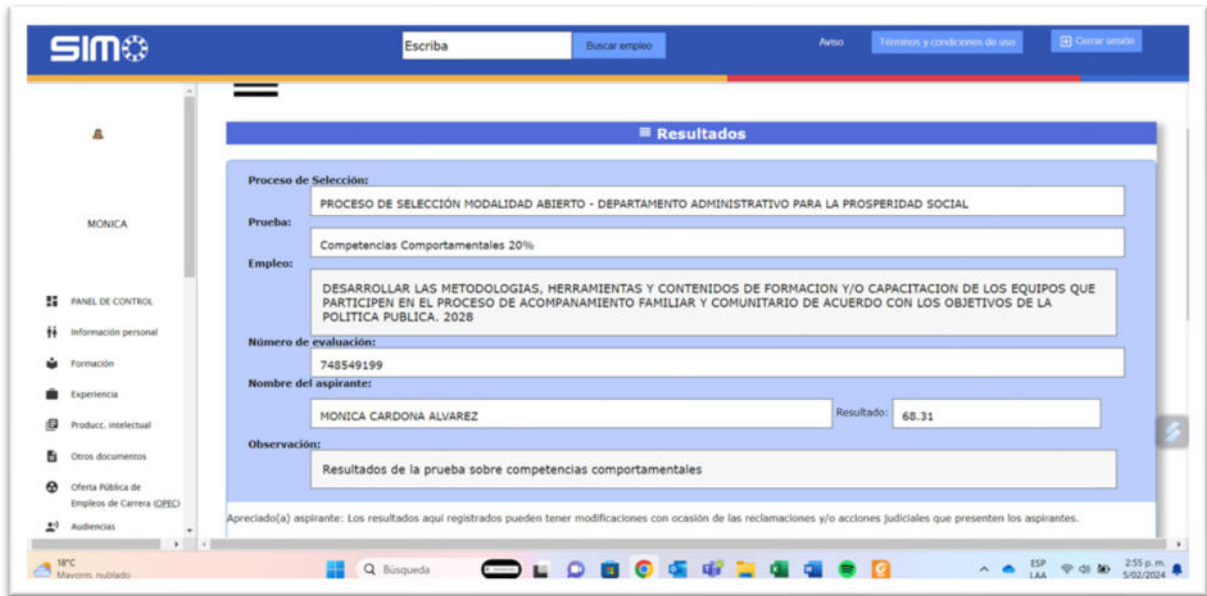 SIMO
Escriba
Buscar empleo
Aviso
Términos y condiciones de uso
Cerrar sesión
MONICA
PANEL DE CONTROL
Información personal
Formación
Experiencia
Producc. intelectual
Otros documentos
Oferta Pública de
Empleos de Carrera (OPEC)
Audiencias
Resultados
Proceso de Selección:
PROCESO DE SELECCIÓN MODALIDAD ABIERTO - DEPARTAMENTO ADMINISTRATIVO PARA LA PROSPERIDAD SOCIAL
Prueba:
Competencias Comportamentales 20%
Empleo:
DESARROLLAR LAS METODOLOGIAS, HERRAMIENTAS Y CONTENIDOS DE FORMACION Y/O CAPACITACION DE LOS EQUIPOS QUE
PARTICIPEN EN EL PROCESO DE ACOMPANAMIENTO FAMILIAR Y COMUNITARIO DE ACUERDO CON LOS OBJETIVOS DE LA
POLITICA PUBLICA. 2028
Número de evaluación:
748549199
Nombre del aspirante:
MONICA CARDONA ALVAREZ
Resultado:
68.31
Observación:
Resultados de la prueba sobre competencias comportamentales
Apreciado(a) aspirante: Los resultados aquí registrados pueden tener modificaciones con ocasión de las reclamaciones y/o acciones judiciales que presenten los aspirantes.
18°C
Mayorm. nublado
Búsqueda
ESP
LAA
2:55 p. m.
5/02/2024